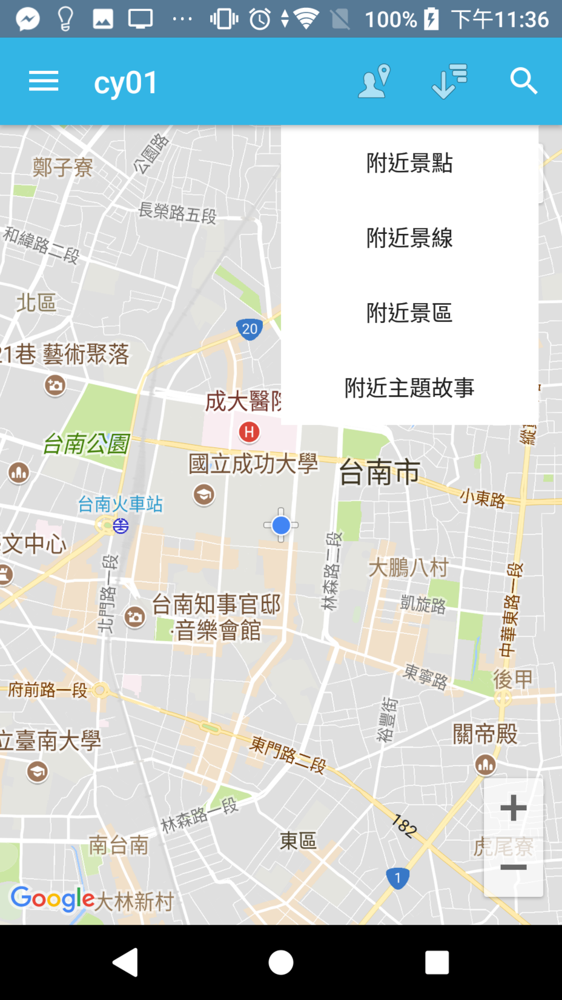 100% 下午11:36
cy01
附近景點
附近景線
附近景區
附近主題故事
鄭子寮
公園路
長榮路五段
和緯路二段
北區
20
21巷 藝術聚落
成大醫院
H
台南公園
國立成功大學
台南市
小東路
台南火車站
文中心
林森路二段
大鵬八村
北門路一段
凱旋路
中華東路一段
台南知事官邸
·音樂會館
東寧路
後甲
府前路一段
裕豐街
立臺南大學
關帝殿
東門路二段
林森路一段
182
東區
南台南
虎尾寮
1
Google
大林新村